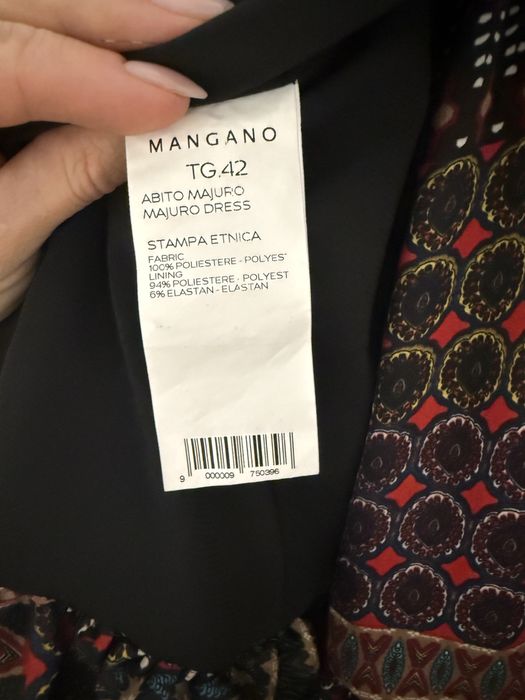 MANGANO
TG.42
ABITO MAJURO
MAJURO DRESS
STAMPA ETNICA
FABRIC
100% POLIESTERE - POLYES'
LINING
94% POLIESTERE - POLYEST
6% ELASTAN - ELASTAN
9 000009 750396